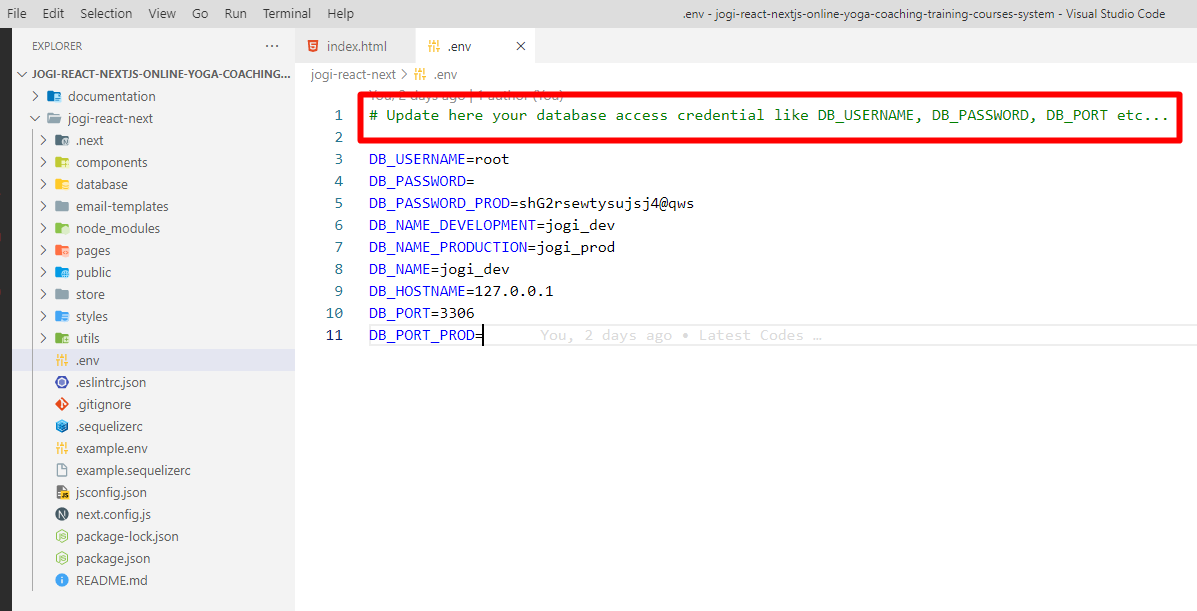 File Edit Selection View Go Run Terminal Help
.env - jogi-react-nextjs-online-yoga-coaching-training-courses-system - Visual Studio Code
EXPLORER
JOGI-REACT-NEXTJS-ONLINE-YOGA-COACHING...
documentation
jogi-react-next
.next
components
database
email-templates
node_modules
pages
public
store
styles
utils
.env
.eslintrc.json
.gitignore
.sequelizerc
example.env
example.sequelizerc
jsconfig.json
next.config.js
package-lock.json
package.json
README.md
index.html
.env
jogi-react-next > .env
You, 2 days ago | 1 author (You)
1 # Update here your database access credential like DB_USERNAME, DB_PASSWORD, DB_PORT etc...
2
3 DB_USERNAME=root
4 DB_PASSWORD=
5 DB_PASSWORD_PROD=shG2rsewtysujsj4@qws
6 DB_NAME_DEVELOPMENT=jogi_dev
7 DB_NAME_PRODUCTION=jogi_prod
8 DB_NAME=jogi_dev
9 DB_HOSTNAME=127.0.0.1
10 DB_PORT=3306
11 DB_PORT_PROD= You, 2 days ago • Latest Codes …